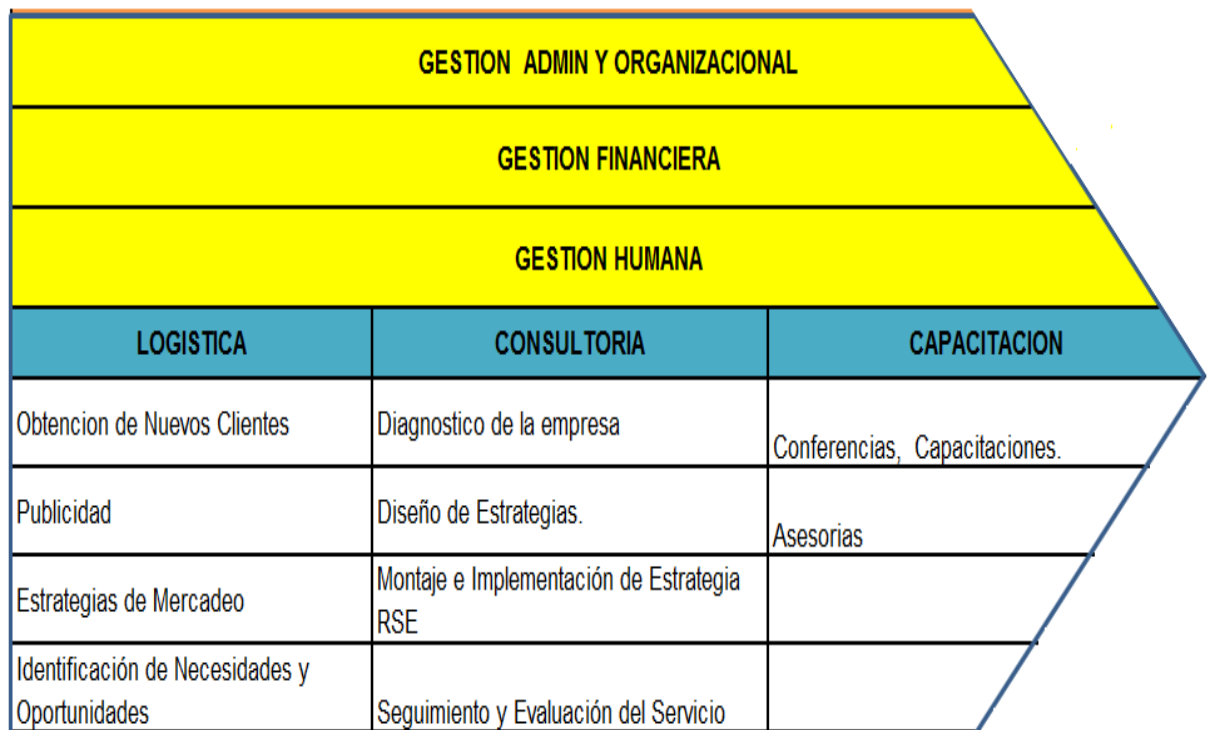 GESTION ADMIN Y ORGANIZACIONAL
GESTION FINANCIERA
GESTION HUMANA
LOGISTICA
CONSULTORIA
CAPACITACION
Obtencion de Nuevos Clientes
Diagnostico de la empresa
Conferencias, Capacitaciones.
Publicidad
Diseño de Estrategias.
Asesorias
Estrategias de Mercadeo
Montaje e Implementación de Estrategia
RSE
Identificación de Necesidades y
Oportunidades
Seguimiento y Evaluación del Servicio